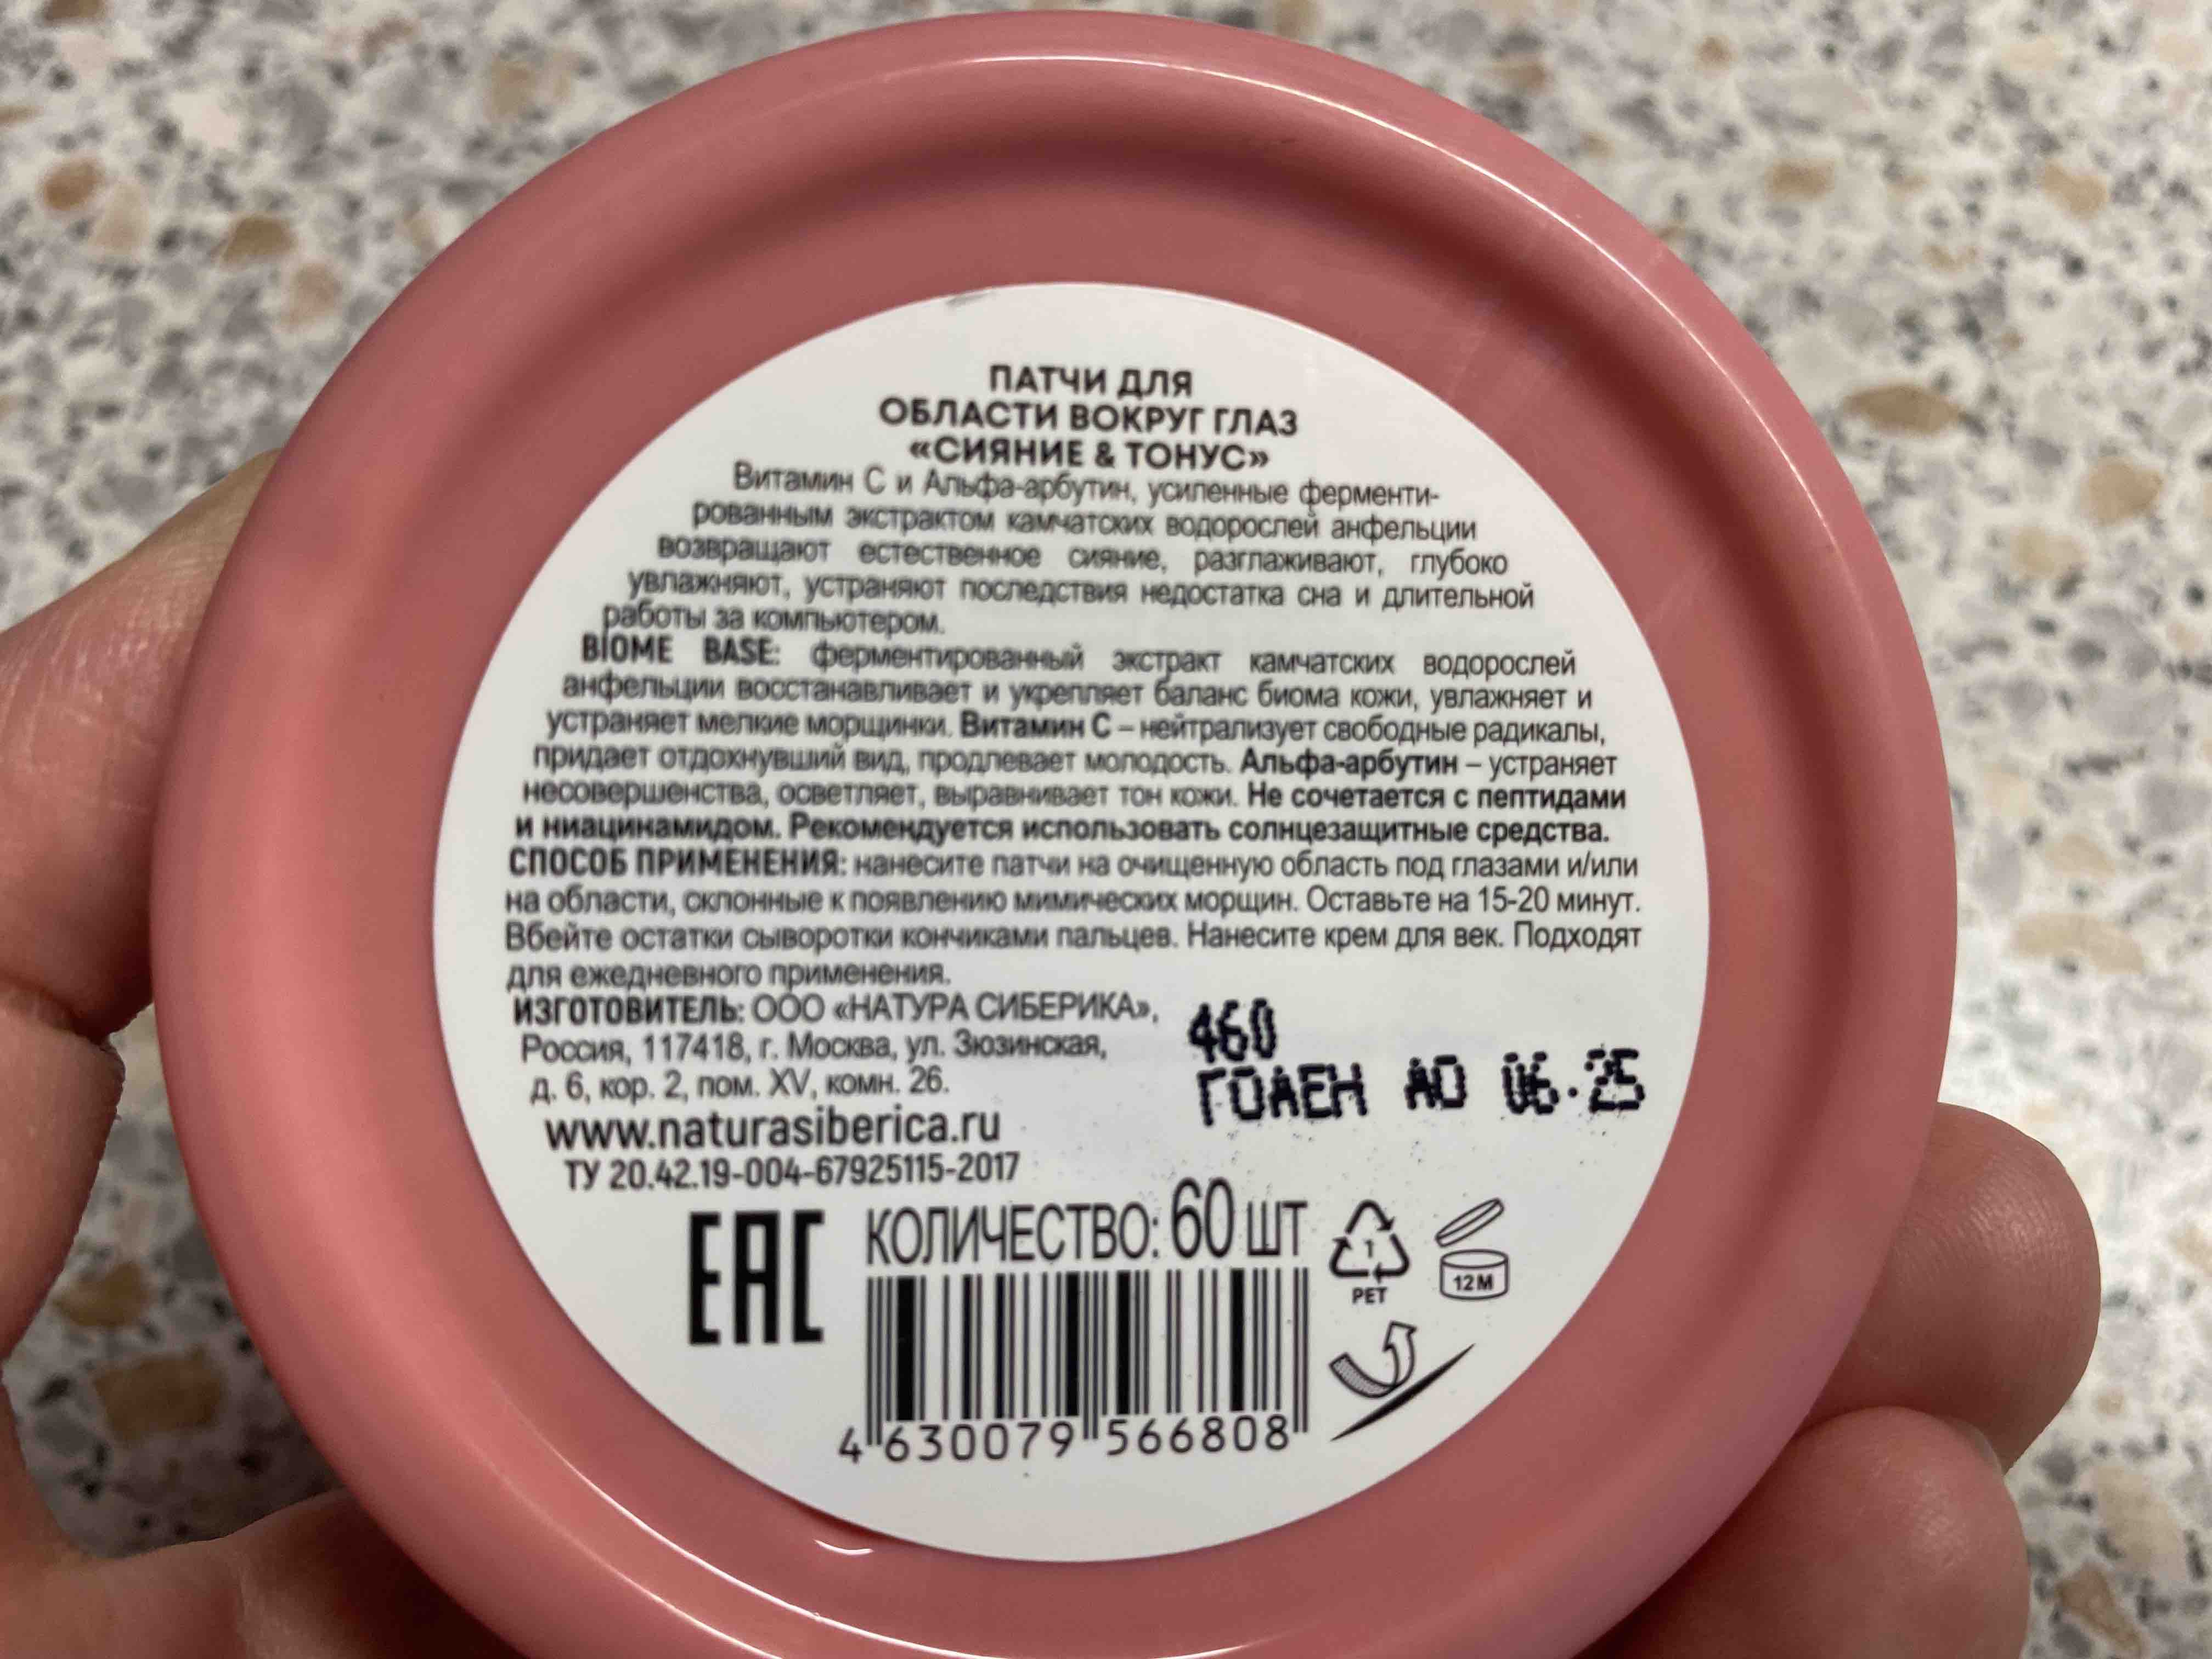 ПАТЧИ ДЛЯ
ОБЛАСТИ ВОКРУГ ГЛАЗ
«СИЯНИЕ & ТОНУС»
Витамин С и Альфа-арбутин, усиленные ферменти-
рованным экстрактом камчатских водорослей анфельции
возвращают естественное сияние, разглаживают, глубоко
увлажняют, устраняют последствия недостатка сна и длительной
работы за компьютером.
BIOME BASE: ферментированный экстракт камчатских водорослей
анфельции восстанавливает и укрепляет баланс биома кожи, увлажняет и
устраняет мелкие морщинки. Витамин С – нейтрализует свободные радикалы,
придает отдохнувший вид, продлевает молодость. Альфа-арбутин – устраняет
несовершенства, осветляет, выравнивает тон кожи. Не сочетается с пептидами
и ниацинамидом. Рекомендуется использовать солнцезащитные средства.
СПОСОБ ПРИМЕНЕНИЯ: нанесите патчи на очищенную область под глазами и/или
на области, склонные к появлению мимических морщин. Оставьте на 15-20 минут.
Вбейте остатки сыворотки кончиками пальцев. Нанесите крем для век. Подходят
для ежедневного применения.
ИЗГОТОВИТЕЛЬ: ООО «НАТУРА СИБЕРИКА»,
Россия, 117418, г. Москва, ул. Зюзинская,
д. 6, кор. 2, пом. XV, комн. 26.
www.naturasiberica.ru
ТУ 20.42.19-004-67925115-2017
460
ГОДЕН ДО 06.25
EAC
КОЛИЧЕСТВО: 60 ШТ
1
PET
12M
4 630079 566808